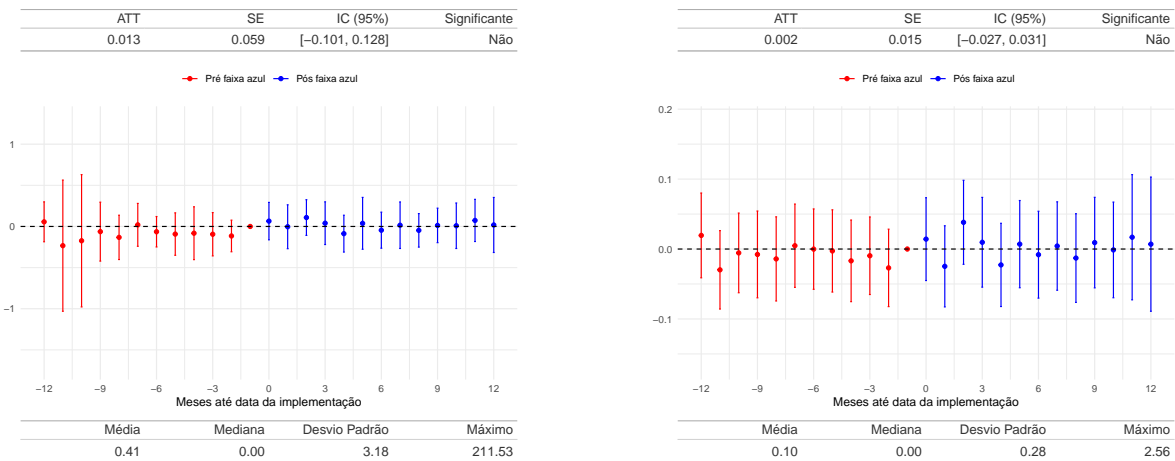 ATT SE IC (95%) Significante
0.013 0.059 [−0.101, 0.128] Não
Pré faixa azul Pós faixa azul
1
0
−1
−12 −9 −6 −3 0 3 6 9 12
Meses até data da implementação
Média Mediana Desvio Padrão Máximo
0.41 0.00 3.18 211.53
ATT SE IC (95%) Significante
0.002 0.015 [−0.027, 0.031] Não
Pré faixa azul Pós faixa azul
0.2
0.1
0.0
−0.1
−12 −9 −6 −3 0 3 6 9 12
Meses até data da implementação
Média Mediana Desvio Padrão Máximo
0.10 0.00 0.28 2.56